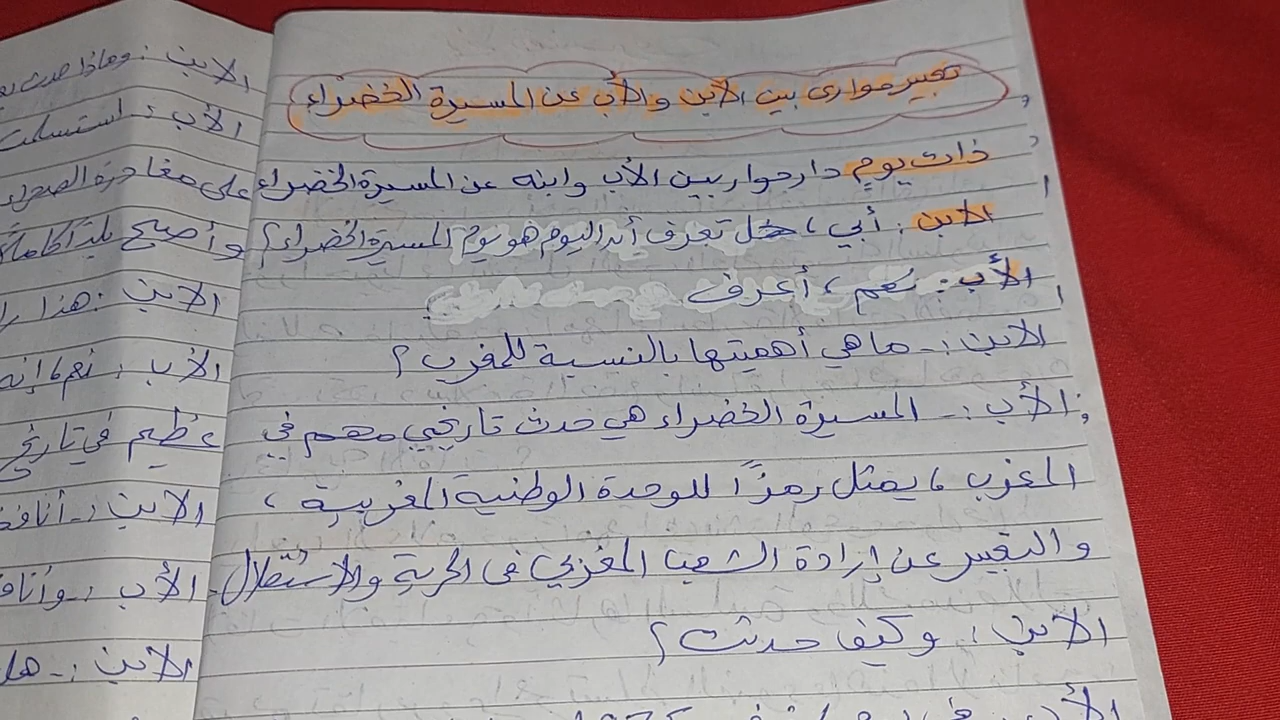 تعبير حواري بين الابن والأب عن المسيرة الخضراء
ذات يوم دار حوار بين الأب وابنه عن المسيرة الخضراء
الابن : أبي، هل تعرف أن اليوم هو يوم المسيرة الخضراء؟
الأب : نعم، أعرف
الابن :- ما هي أهميتها بالنسبة للمغرب؟
الأب :- المسيرة الخضراء هي حدث تاريخي مهم في
المغرب، يمثل رمزًا للوحدة الوطنية المغربية،
والتعبير عن إرادة الشعب المغربي في الحرية والاستقلال.
الابن : وكيف حدثت؟
الأب
الابن : وماذا حدث
الأب : استسلمت
على مغادرة الصحراء
وأصبح
الابن : هذا
الأب : نعم، إنه
عظيم في تاريخ
الابن :- أنا
الأب :
الابن :- هل